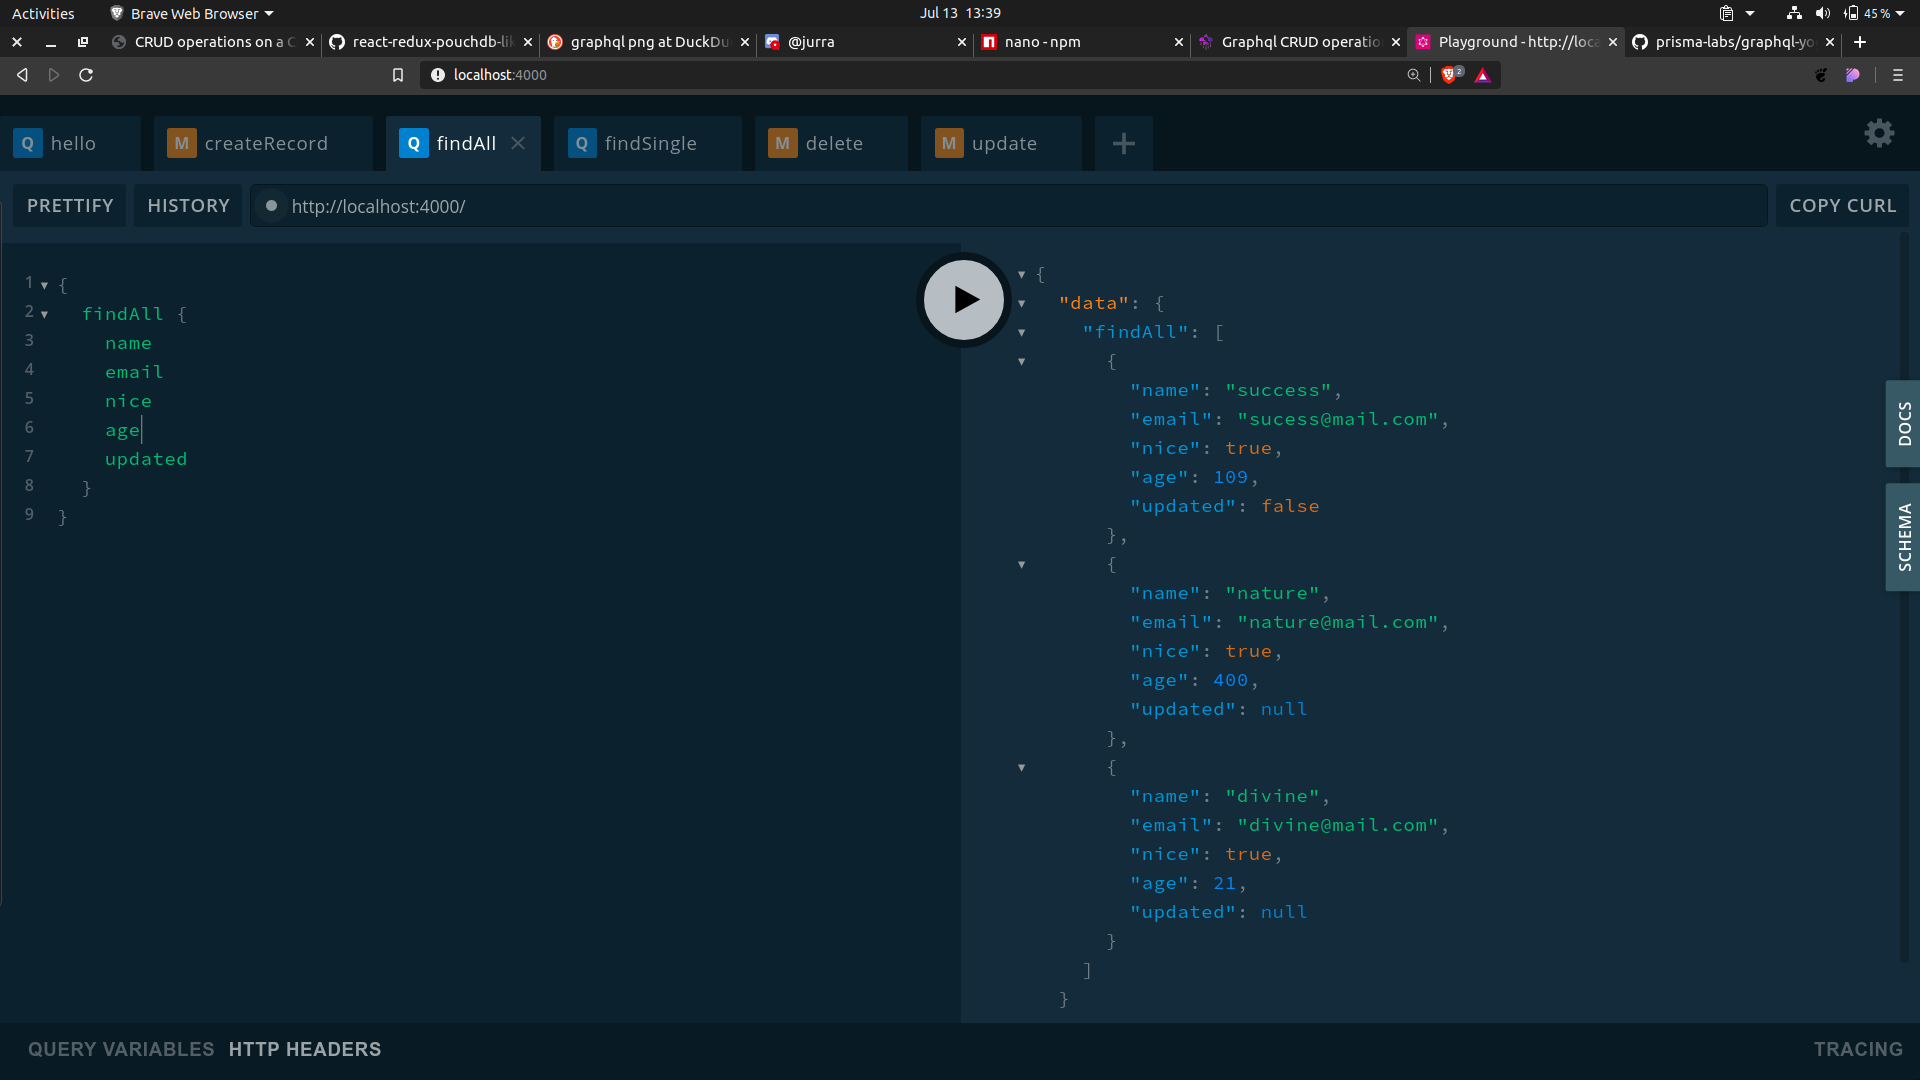 Activities Brave Web Browser Jul 13 13:39 45 %
CRUD operations on a C react-redux-pouchdb-lik graphql png at DuckDu @jurra nano - npm Graphql CRUD operatio Playground - http://loca prisma-labs/graphql-yo
localhost:4000 2
Q hello M createRecord Q findAll Q findSingle M delete M update
PRETTIFY HISTORY http://localhost:4000/ COPY CURL
1 {
2 findAll {
3 name
4 email
5 nice
6 age
7 updated
8 }
9 }
{
"data": {
"findAll": [
{
"name": "success",
"email": "sucess@mail.com",
"nice": true,
"age": 109,
"updated": false
},
{
"name": "nature",
"email": "nature@mail.com",
"nice": true,
"age": 400,
"updated": null
},
{
"name": "divine",
"email": "divine@mail.com",
"nice": true,
"age": 21,
"updated": null
}
]
}
DOCS
SCHEMA
QUERY VARIABLES HTTP HEADERS TRACING